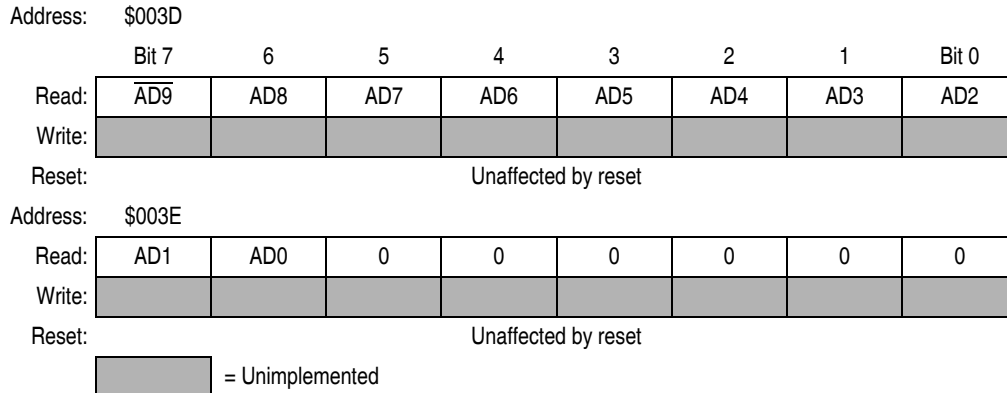 Address: $003D
Bit 7 6 5 4 3 2 1 Bit 0
Read: A̅D̅9̅ AD8 AD7 AD6 AD5 AD4 AD3 AD2
Write:
Reset: Unaffected by reset
Address: $003E
Read: AD1 AD0 0 0 0 0 0 0
Write:
Reset: Unaffected by reset
= Unimplemented